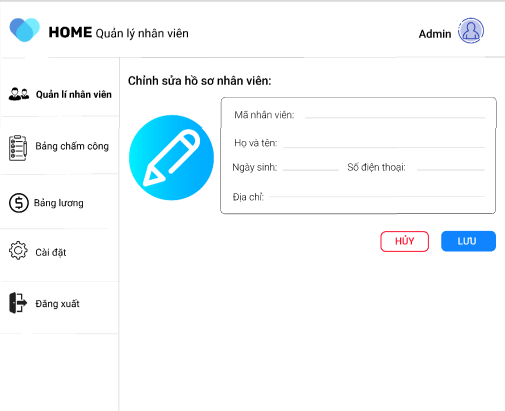 HOME Quản lý nhân viên
Admin
Quản lí nhân viên
Bảng chấm công
Bảng lương
Cài đặt
Đăng xuất
Chỉnh sửa hồ sơ nhân viên:
Mã nhân viên:
Họ và tên:
Ngày sinh: Số điện thoại:
Địa chỉ:
HỦY LƯU